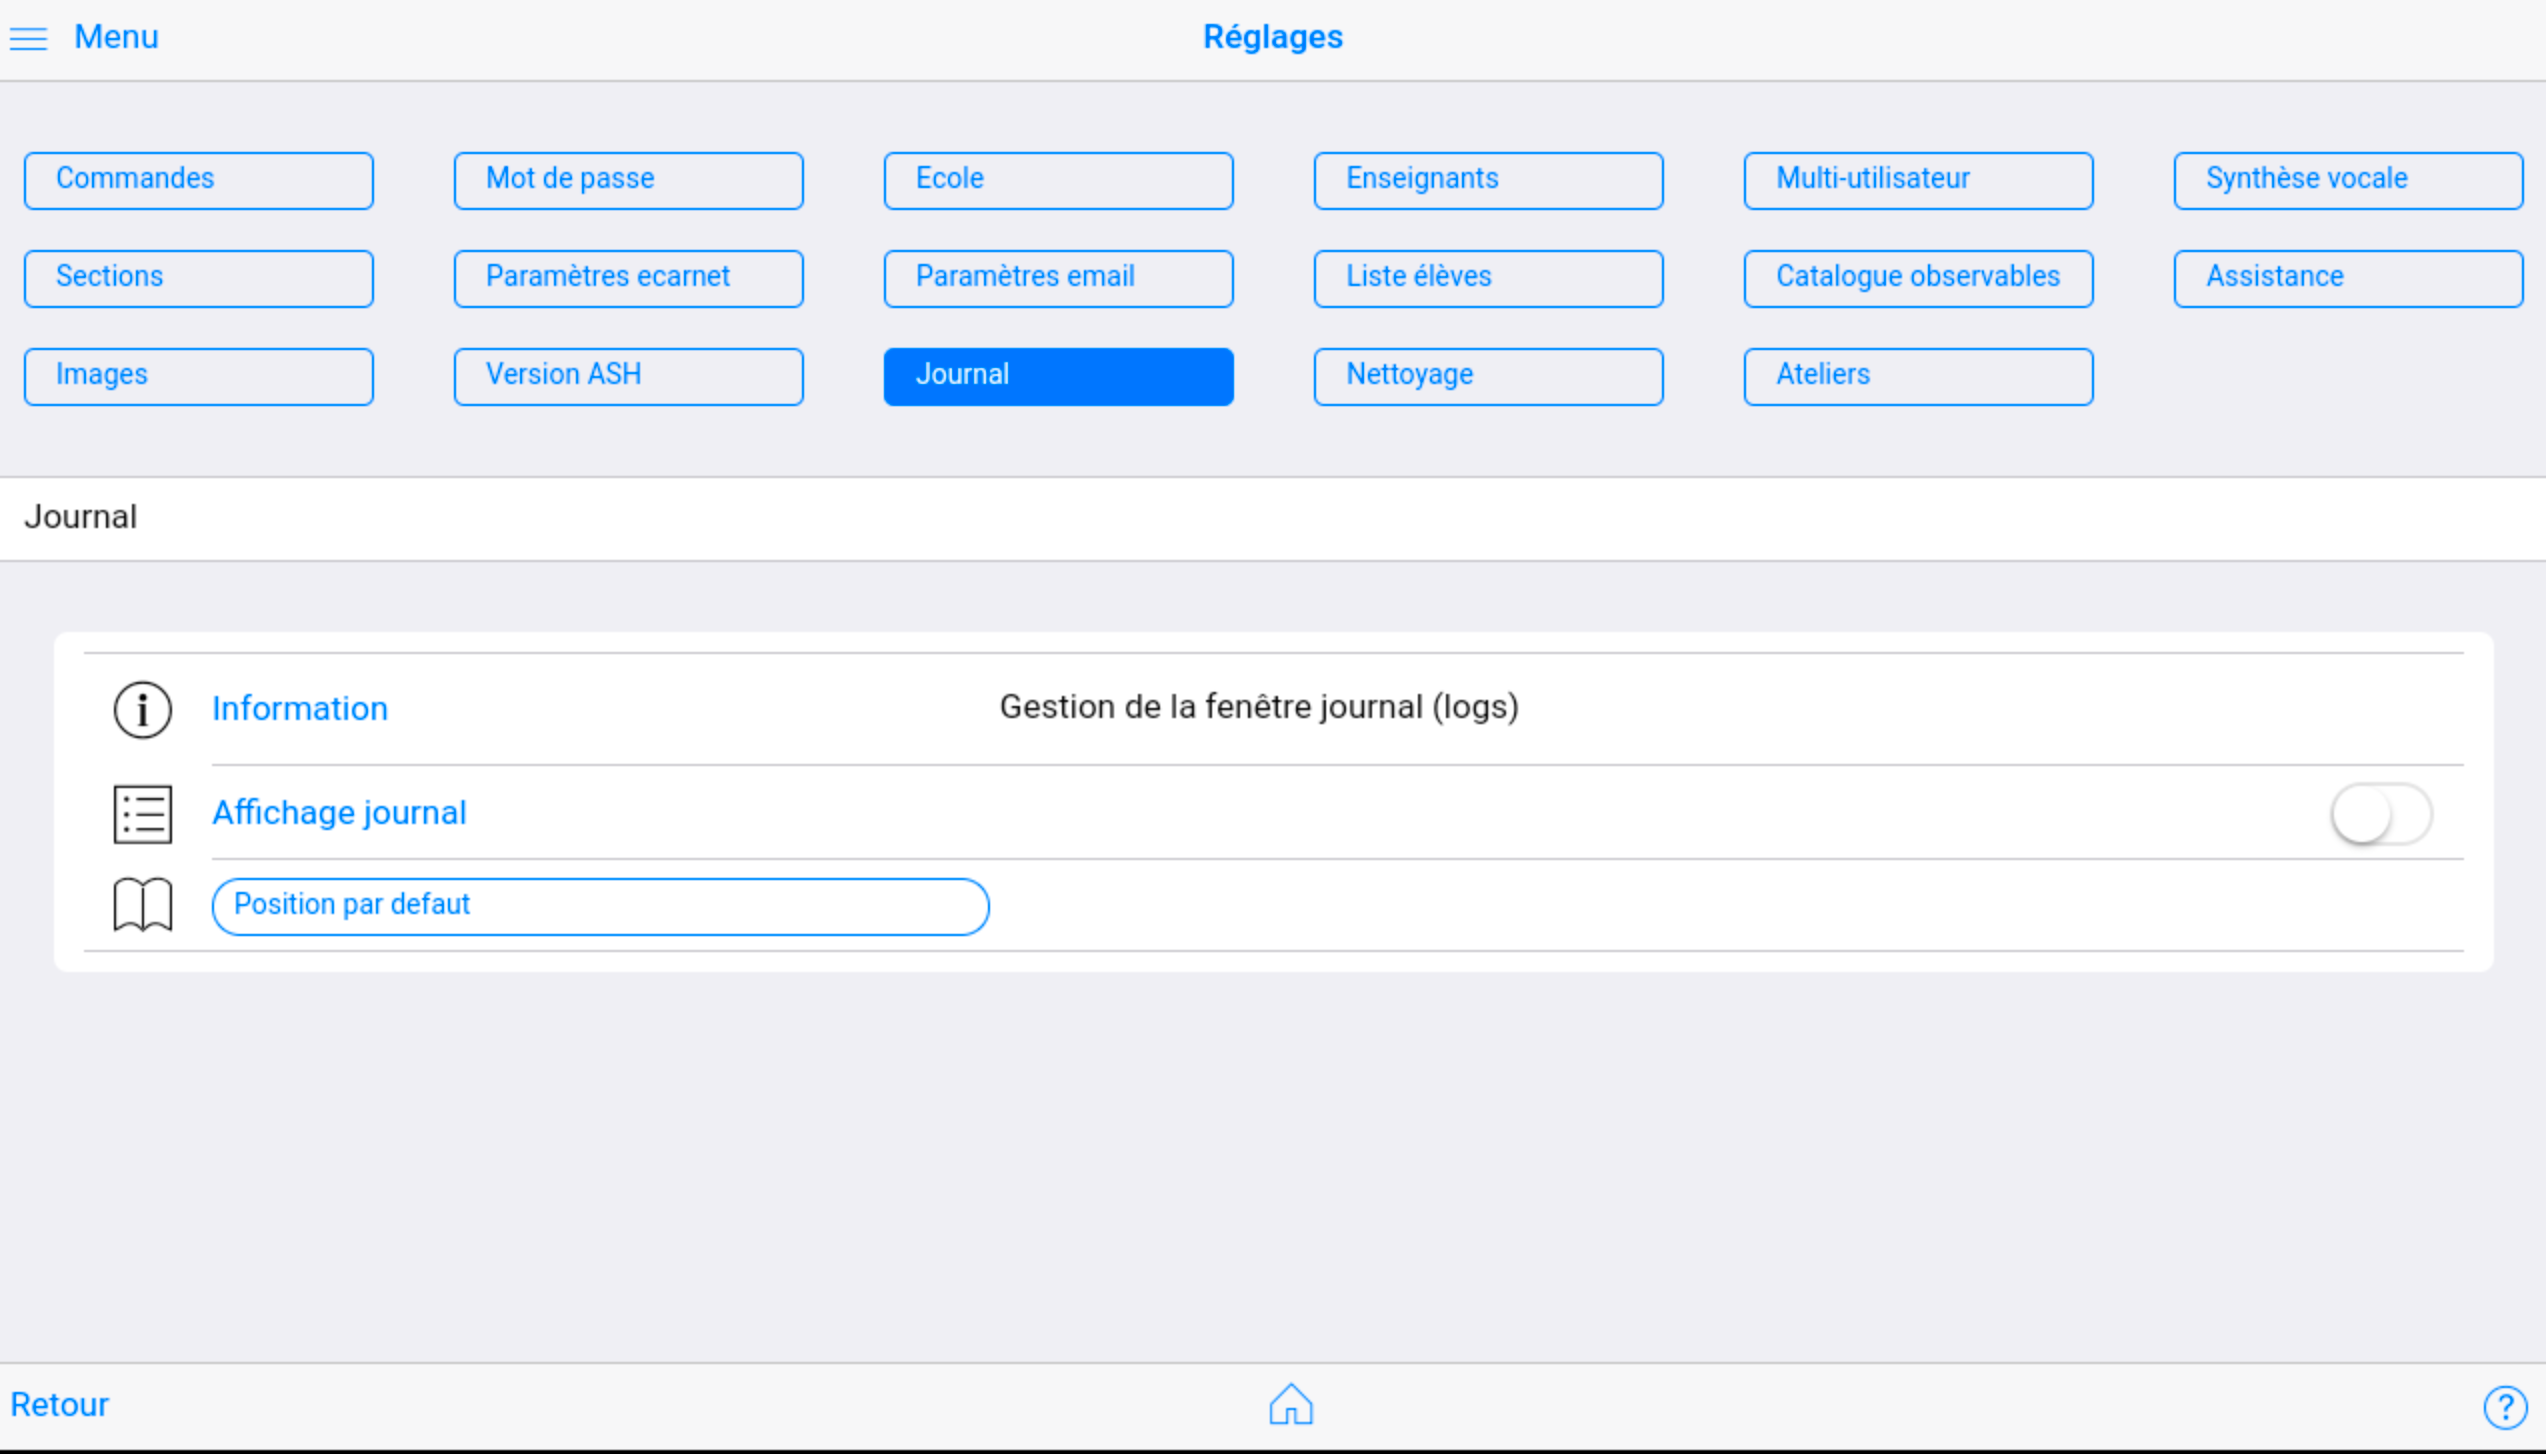 Menu
Réglages
Commandes
Mot de passe
Ecole
Enseignants
Multi-utilisateur
Synthèse vocale
Sections
Paramètres ecarnet
Paramètres email
Liste élèves
Catalogue observables
Assistance
Images
Version ASH
Journal
Nettoyage
Ateliers
Journal
Information
Gestion de la fenêtre journal (logs)
Affichage journal
Position par defaut
Retour
?